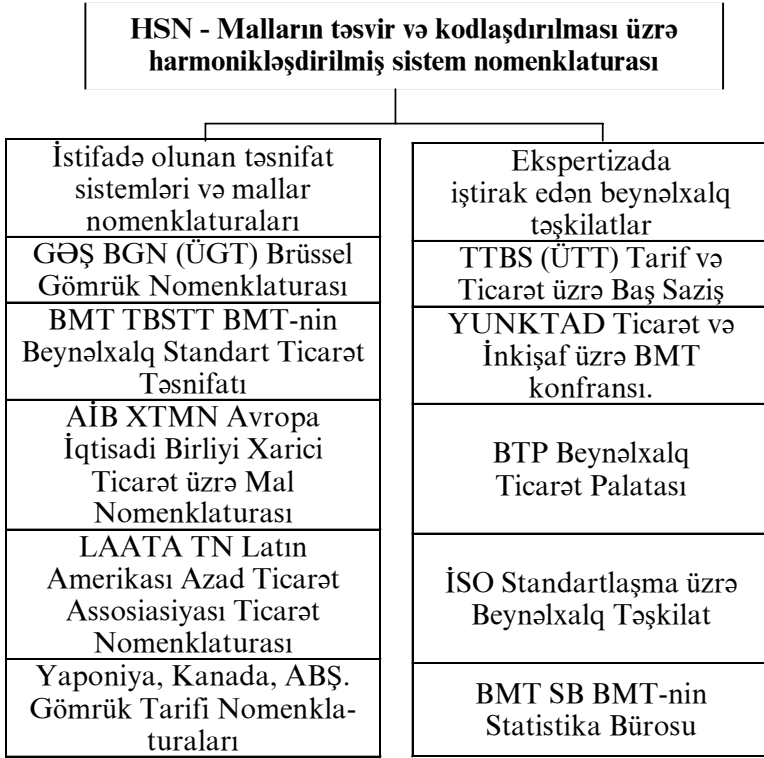 HSN - Malların təsvir və kodlaşdırılması üzrə
harmonikləşdirilmiş sistem nomenklaturası
İstifadə olunan təsnifat
sistemləri və mallar
nomenklaturaları
GƏŞ BGN (ÜGT) Brüssel
Gömrük Nomenklaturası
BMT TBSTT BMT-nin
Beynəlxalq Standart Ticarət
Təsnifatı
AİB XTMN Avropa
İqtisadi Birliyi Xarici
Ticarət üzrə Mal
Nomenklaturası
LAATA TN Latın
Amerikası Azad Ticarət
Assosiasiyası Ticarət
Nomenklaturası
Yaponiya, Kanada, ABŞ.
Gömrük Tarifi Nomenkla-
turaları
Ekspertizada
iştirak edən beynəlxalq
təşkilatlar
TTBS (ÜTT) Tarif və
Ticarət üzrə Baş Saziş
YUNKTAD Ticarət və
İnkişaf üzrə BMT
konfransı.
BTP Beynəlxalq
Ticarət Palatası
İSO Standartlaşma üzrə
Beynəlxalq Təşkilat
BMT SB BMT-nin
Statistika Bürosu